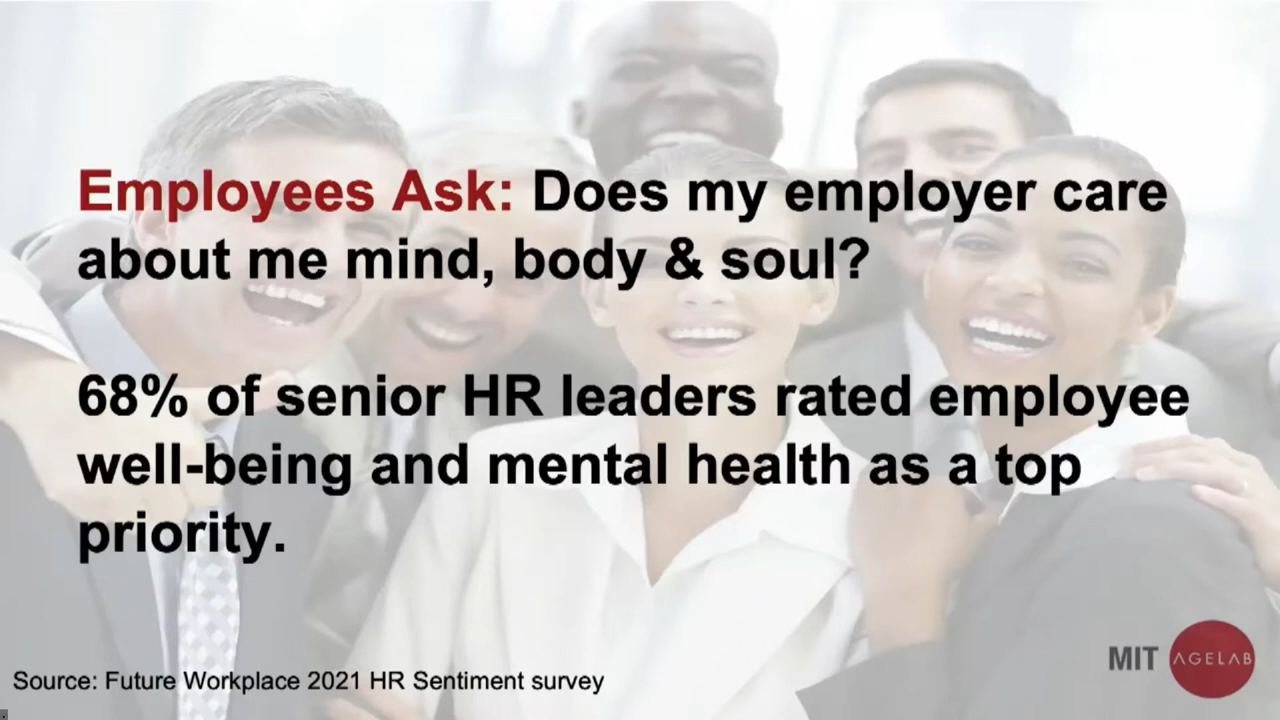 Employees Ask: Does my employer care
about me mind, body & soul?
68% of senior HR leaders rated employee
well-being and mental health as a top
priority.
MIT AGELAB
Source: Future Workplace 2021 HR Sentiment survey